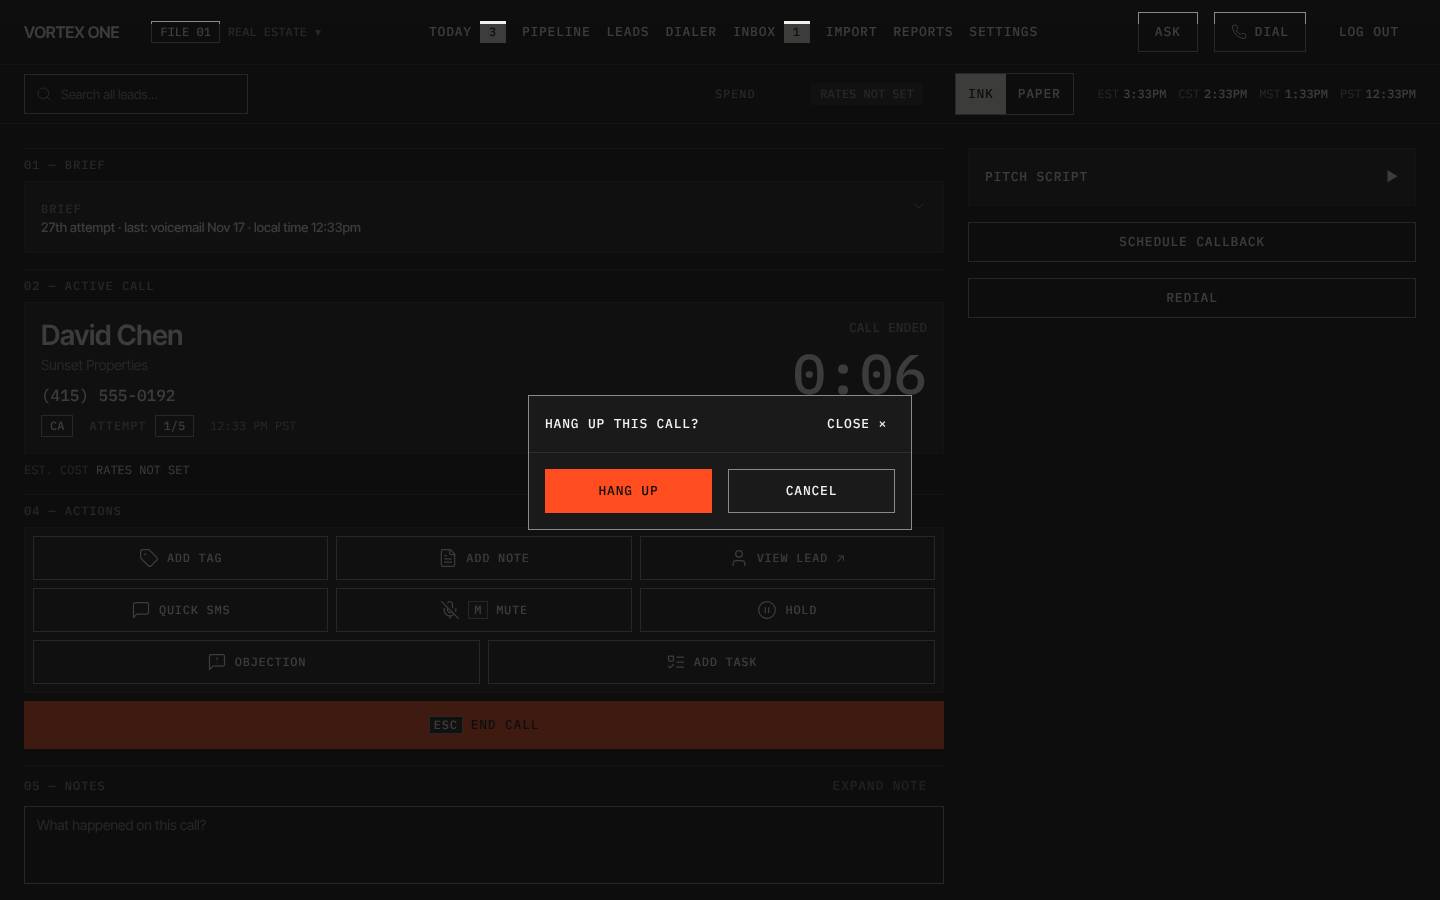 VORTEX ONE FILE 01 REAL ESTATE ▾ TODAY 3 PIPELINE LEADS DIALER INBOX 1 IMPORT REPORTS SETTINGS ASK DIAL LOG OUT
Search all leads... SPEND RATES NOT SET INK PAPER EST 3:33PM CST 2:33PM MST 1:33PM PST 12:33PM
01 — BRIEF
BRIEF
27th attempt · last: voicemail Nov 17 · local time 12:33pm
PITCH SCRIPT
SCHEDULE CALLBACK
REDIAL
02 — ACTIVE CALL
David Chen
Sunset Properties
(415) 555-0192
CA ATTEMPT 1/5 12:33 PM PST
CALL ENDED
0:06
EST. COST RATES NOT SET
HANG UP THIS CALL? CLOSE ×
HANG UP CANCEL
04 — ACTIONS
ADD TAG ADD NOTE VIEW LEAD ↗
QUICK SMS M MUTE HOLD
OBJECTION ADD TASK
ESC END CALL
05 — NOTES EXPAND NOTE
What happened on this call?